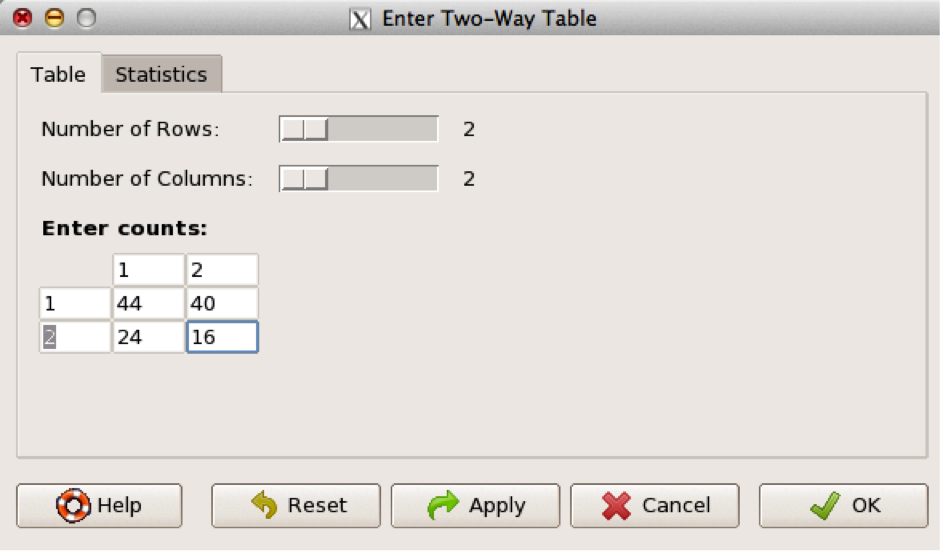 Enter Two-Way Table
Table Statistics
Number of Rows: 2
Number of Columns: 2
Enter counts:
1 2
1 44 40
2 24 16
Help Reset Apply Cancel OK